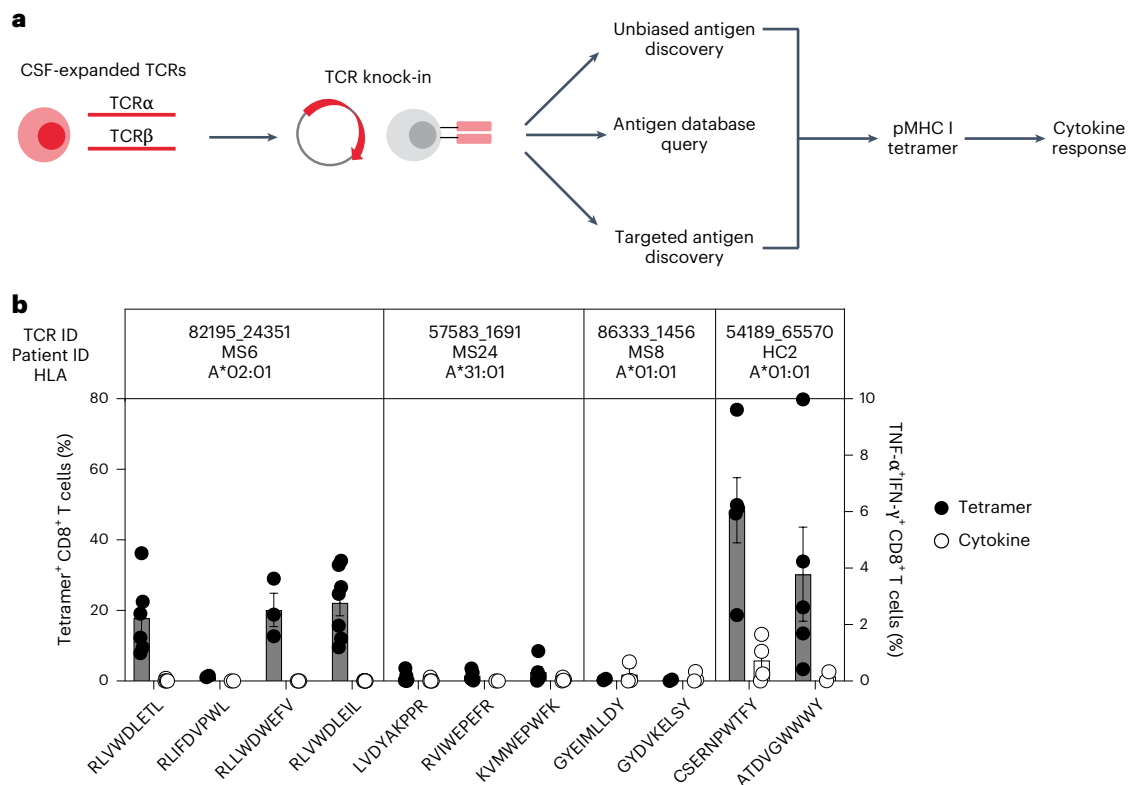 a
CSF-expanded TCRs
TCRα
TCRβ
TCR knock-in
Unbiased antigen
discovery
Antigen database
query
Targeted antigen
discovery
pMHC I
tetramer
Cytokine
response
b
TCR ID
Patient ID
HLA
82195_24351
MS6
A*02:01
57583_1691
MS24
A*31:01
86333_1456
MS8
A*01:01
54189_65570
HC2
A*01:01
Tetramer⁺ CD8⁺ T cells (%)
80
60
40
20
0
10
8
6
4
2
0
TNF-α⁺IFN-γ⁺ CD8⁺ T cells (%)
Tetramer
Cytokine
RLVWDLETL
RLIFDVPWL
RLLWDWEFV
RLVWDLEIL
LVDYAKPPR
RVIWEPEFR
KVMWEPWFK
GYEIMLLDY
GYDVKELSY
CSERNPWTFY
ATDVGWWWY